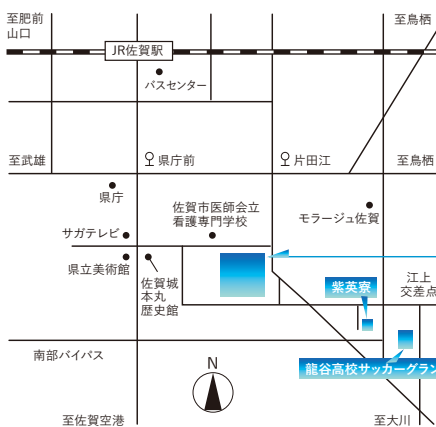 至肥前
山口
至鳥栖
JR佐賀駅
バスセンター
至武雄
県庁前
片田江
至鳥栖
県庁
佐賀市医師会立
看護専門学校
モラージュ佐賀
サガテレビ
県立美術館
佐賀城
本丸
歴史館
紫英寮
江上
交差点
南部バイパス
N
龍谷高校サッカーグラン
至佐賀空港
至大川